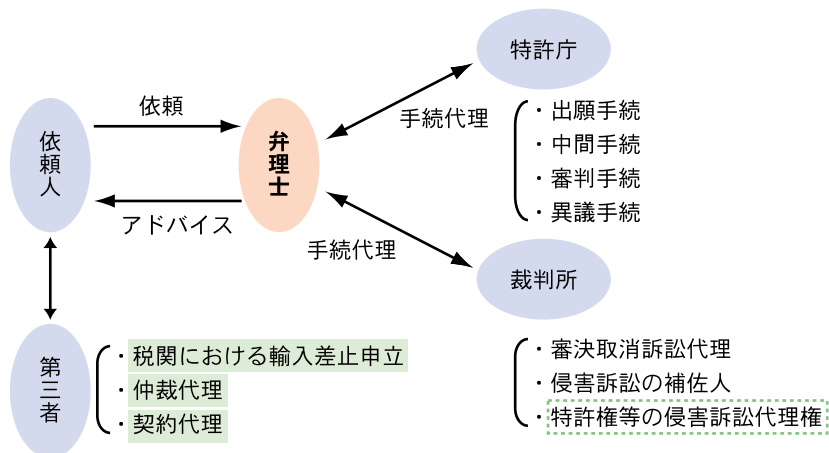 依頼人
依頼
弁理士
アドバイス
手続代理
特許庁
・出願手続
・中間手続
・審判手続
・異議手続
手続代理
裁判所
・審決取消訴訟代理
・侵害訴訟の補佐人
・特許権等の侵害訴訟代理権
第三者
・税関における輸入差止申立
・仲裁代理
・契約代理